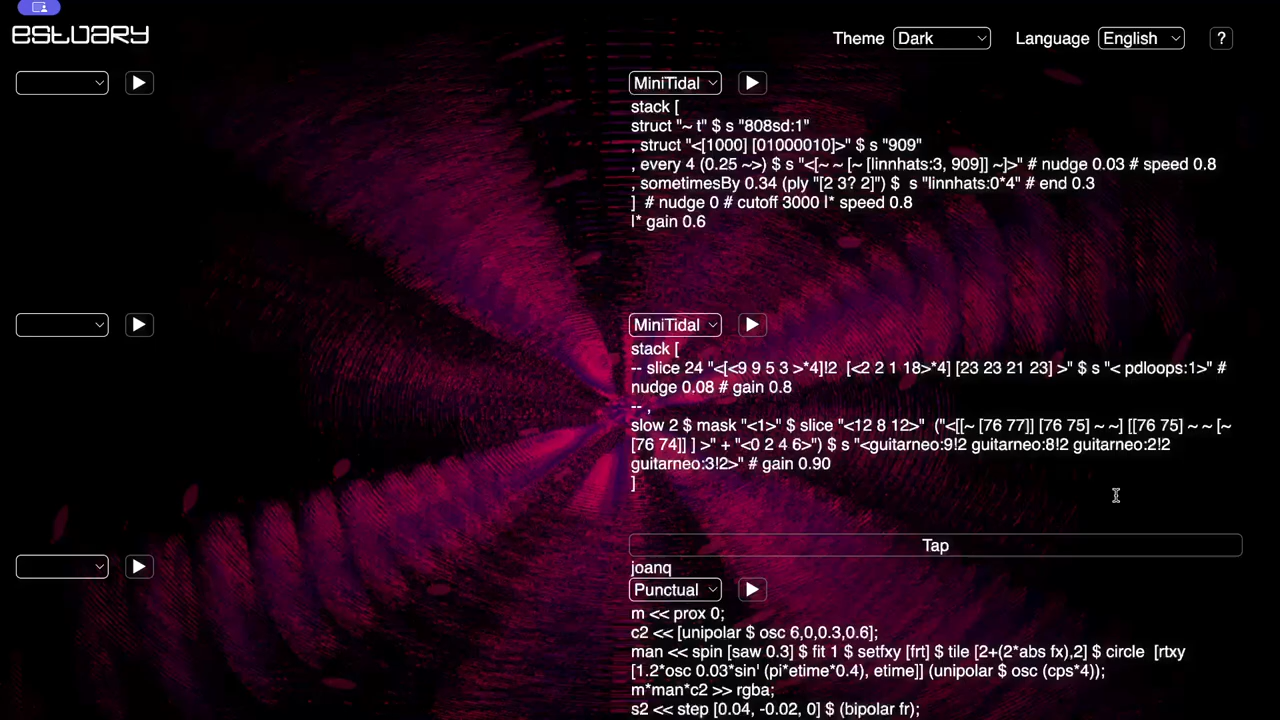 estuary
Theme Dark Language English ?
MiniTidal
stack [
struct "~ t" $ s "808sd:1"
, struct "<[1000] [01000010]>" $ s "909"
, every 4 (0.25 ~>) $ s "<[~ ~ [~ [linnhats:3, 909]] ~]>" # nudge 0.03 # speed 0.8
, sometimesBy 0.34 (ply "[2 3? 2]") $  s "linnhats:0*4" # end 0.3
]  # nudge 0 # cutoff 3000 |* speed 0.8
|* gain 0.6
MiniTidal
stack [
-- slice 24 "<[<9 9 5 3 >*4]!2  [<2 2 1 18>*4] [23 23 21 23] >" $ s "< pdloops:1>" #
nudge 0.08 # gain 0.8
-- ,
slow 2 $ mask "<1>" $ slice "<12 8 12>"  ("<[[~ [76 77]] [76 75] ~ ~] [[76 75] ~ ~ [~
[76 74]] ] >" + "<0 2 4 6>") $ s "<guitarneo:9!2 guitarneo:8!2 guitarneo:2!2
guitarneo:3!2>" # gain 0.90
]
Tap
joanq
Punctual
m << prox 0;
c2 << [unipolar $ osc 6,0,0.3,0.6];
man << spin [saw 0.3] $ fit 1 $ setfxy [frt] $ tile [2+(2*abs fx),2] $ circle  [rtxy
[1.2*osc 0.03*sin' (pi*etime*0.4), etime]] (unipolar $ osc (cps*4));
m*man*c2 >> rgba;
s2 << step [0.04, -0.02, 0] $ (bipolar fr);